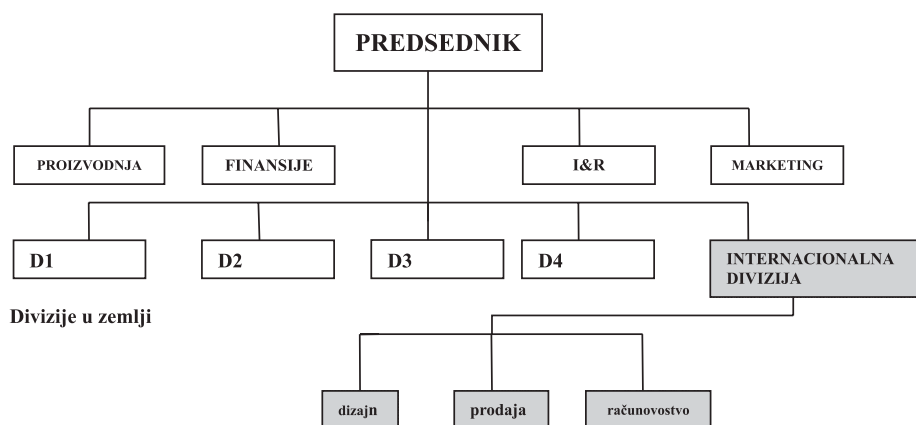 PREDSEDNIK
PROIZVODNJA
FINANSIJE
I&R
MARKETING
D1
D2
D3
D4
INTERNACIONALNA
DIVIZIJA
Divizije u zemlji
dizajn
prodaja
računovostvo